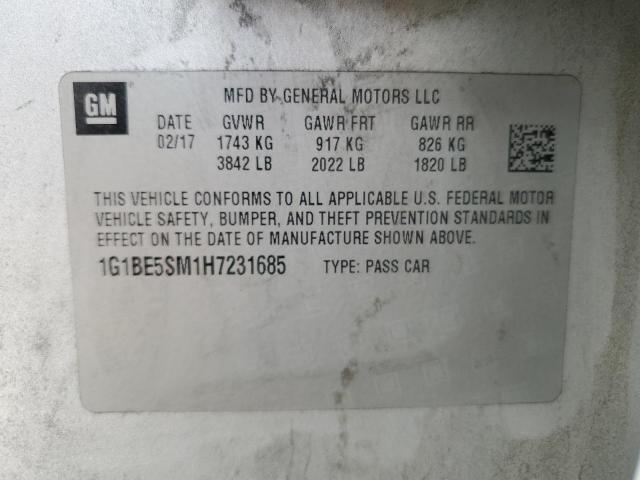 GM
MFD BY GENERAL MOTORS LLC
DATE GVWR GAWR FRT GAWR RR
02/17 1743 KG 917 KG 826 KG
3842 LB 2022 LB 1820 LB
THIS VEHICLE CONFORMS TO ALL APPLICABLE U.S. FEDERAL MOTOR
VEHICLE SAFETY, BUMPER, AND THEFT PREVENTION STANDARDS IN
EFFECT ON THE DATE OF MANUFACTURE SHOWN ABOVE.
1G1BE5SM1H7231685 TYPE: PASS CAR